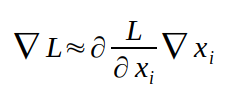 ∇ L ≈ ∂ L/∂ x_i ∇ x_i